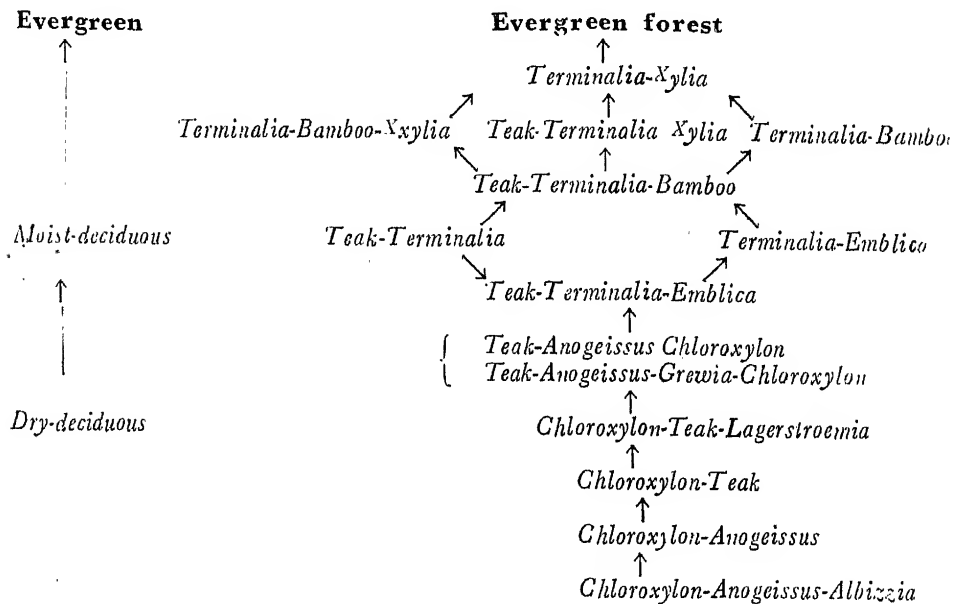 Evergreen Evergreen forest
Terminalia-Xylia
Terminalia-Bamboo-Xxylia Teak-Terminalia Xylia Terminalia-Bambo
Teak-Terminalia-Bamboo
Moist-deciduous Teak-Terminalia Terminalia-Emblica
Teak-Terminalia-Emblica
Teak-Anogeissus Chloroxylon
Teak-Anogeissus-Grewia-Chloroxylon
Dry-deciduous Chloroxylon-Teak-Lagerstroemia
Chloroxylon-Teak
Chloroxylon-Anogeissus
Chloroxylon-Anogeissus-Albizzia